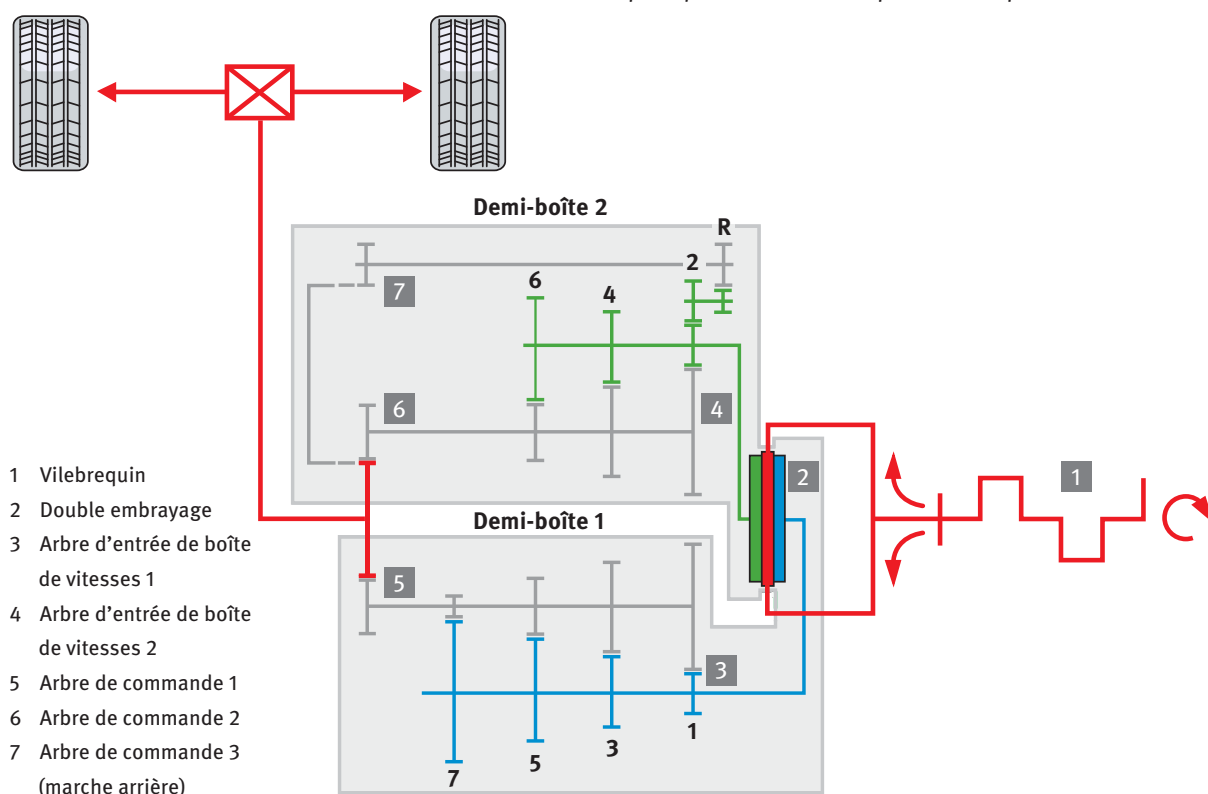 Demi-boîte 2
R
2
6
4
7
6
4
2
1
Demi-boîte 1
5
3
1
3
5
7
1 Vilebrequin
2 Double embrayage
3 Arbre d'entrée de boîte
de vitesses 1
4 Arbre d'entrée de boîte
de vitesses 2
5 Arbre de commande 1
6 Arbre de commande 2
7 Arbre de commande 3
(marche arrière)